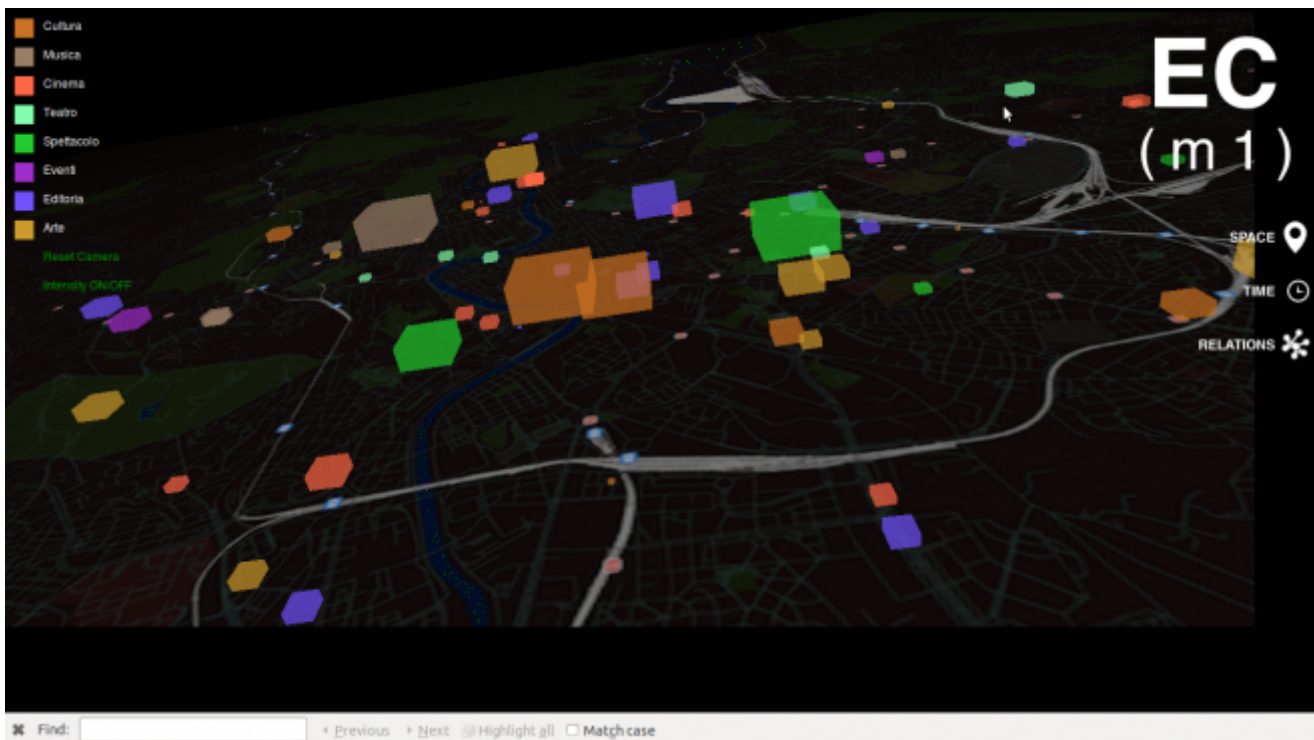 Cultura
Musica
Cinema
Teatro
Spettacolo
Eventi
Editoria
Arte
Reset Camera
Intensity ON/OFF
EC
( m 1 )
SPACE
TIME
RELATIONS
Find:
Previous
Next
Highlight all
Match case